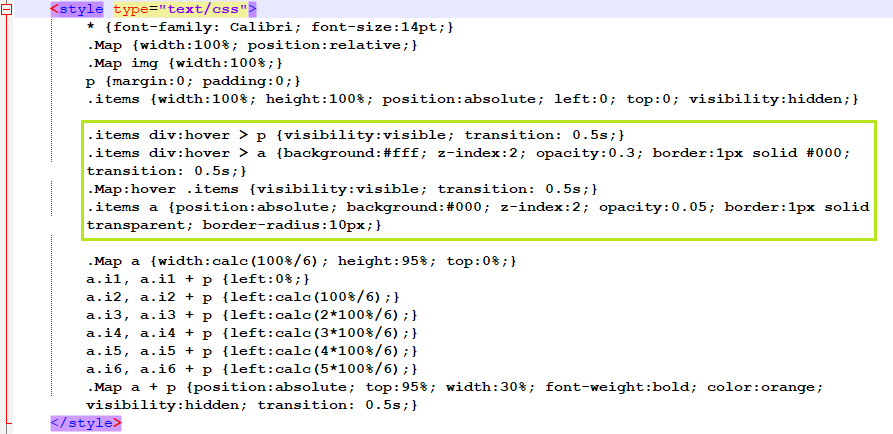 <style type="text/css">
* {font-family: Calibri; font-size:14pt;}
.Map {width:100%; position:relative;}
.Map img {width:100%;}
p {margin:0; padding:0;}
.items {width:100%; height:100%; position:absolute; left:0; top:0; visibility:hidden;}
.items div:hover > p {visibility:visible; transition: 0.5s;}
.items div:hover > a {background:#fff; z-index:2; opacity:0.3; border:1px solid #000;
transition: 0.5s;}
.Map:hover .items {visibility:visible; transition: 0.5s;}
.items a {position:absolute; background:#000; z-index:2; opacity:0.05; border:1px solid
transparent; border-radius:10px;}
.Map a {width:calc(100%/6); height:95%; top:0%;}
a.i1, a.i1 + p {left:0%;}
a.i2, a.i2 + p {left:calc(100%/6);}
a.i3, a.i3 + p {left:calc(2*100%/6);}
a.i4, a.i4 + p {left:calc(3*100%/6);}
a.i5, a.i5 + p {left:calc(4*100%/6);}
a.i6, a.i6 + p {left:calc(5*100%/6);}
.Map a + p {position:absolute; top:95%; width:30%; font-weight:bold; color:orange;
visibility:hidden; transition: 0.5s;}
</style>